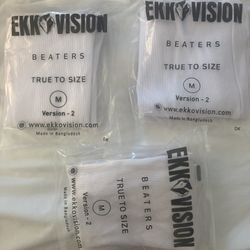 EKKOVISION
BEATERS
TRUE TO SIZE
M
Version - 2
www.ekkovision.com
Made in Bangladesh
EKKOVISION
BEATERS
TRUE TO SIZE
M
Version - 2
www.ekkovision.com
Made in Bangladesh
EKKOVISION
BEATERS
TRUE TO SIZE
M
Version - 2
www.ekkovision.com
Made in Bangladesh